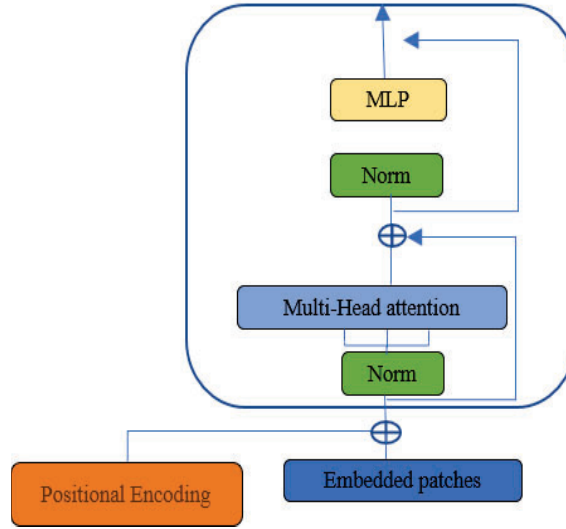 MLP
Norm
Multi-Head attention
Norm
Positional Encoding
Embedded patches